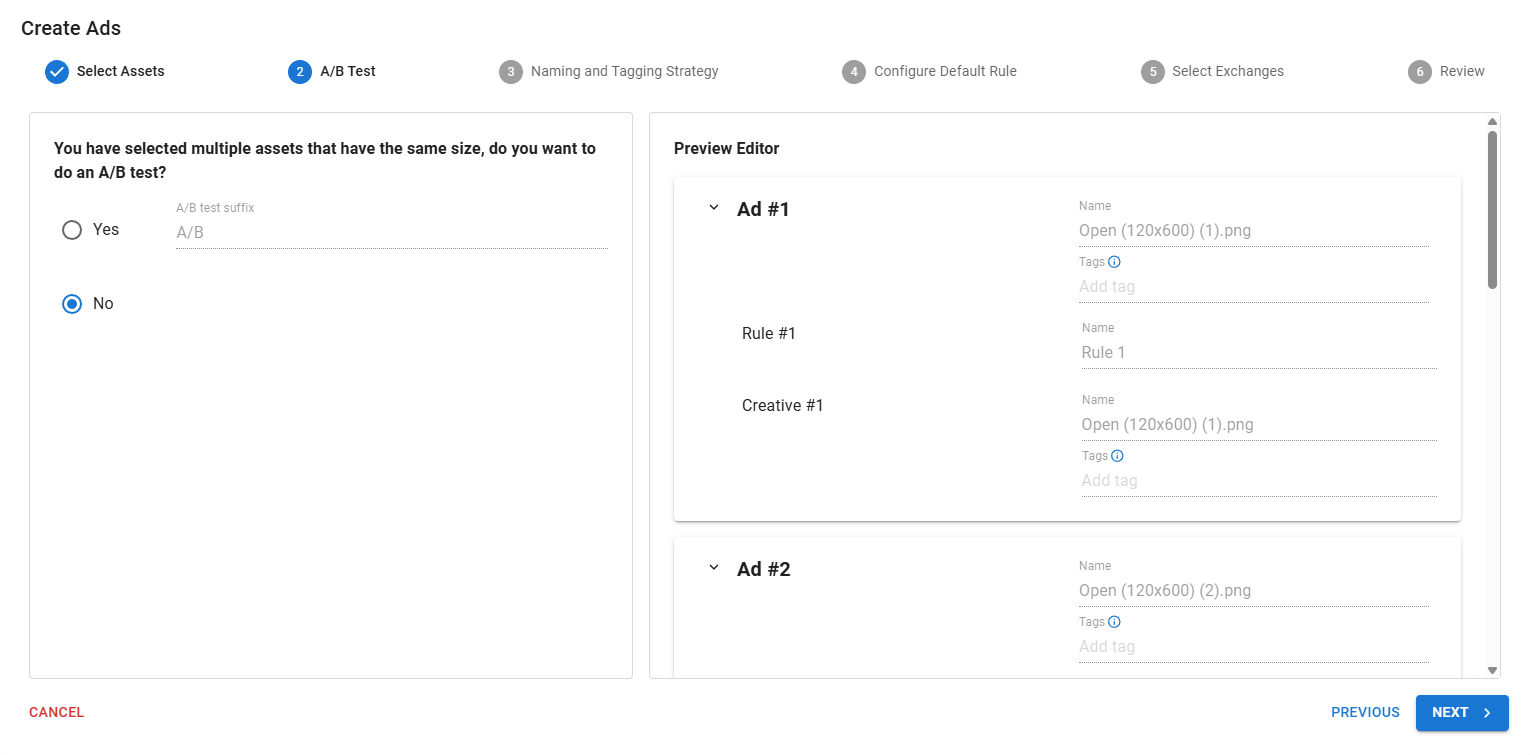 Create Ads
Select Assets
2 A/B Test
3 Naming and Tagging Strategy
4 Configure Default Rule
5 Select Exchanges
6 Review
You have selected multiple assets that have the same size, do you want to
do an A/B test?
Yes
A/B test suffix
A/B
No
Preview Editor
Ad #1
Name
Open (120x600) (1).png
Tags
Add tag
Rule #1
Name
Rule 1
Creative #1
Name
Open (120x600) (1).png
Tags
Add tag
Ad #2
Name
Open (120x600) (2).png
Tags
Add tag
CANCEL
PREVIOUS
NEXT